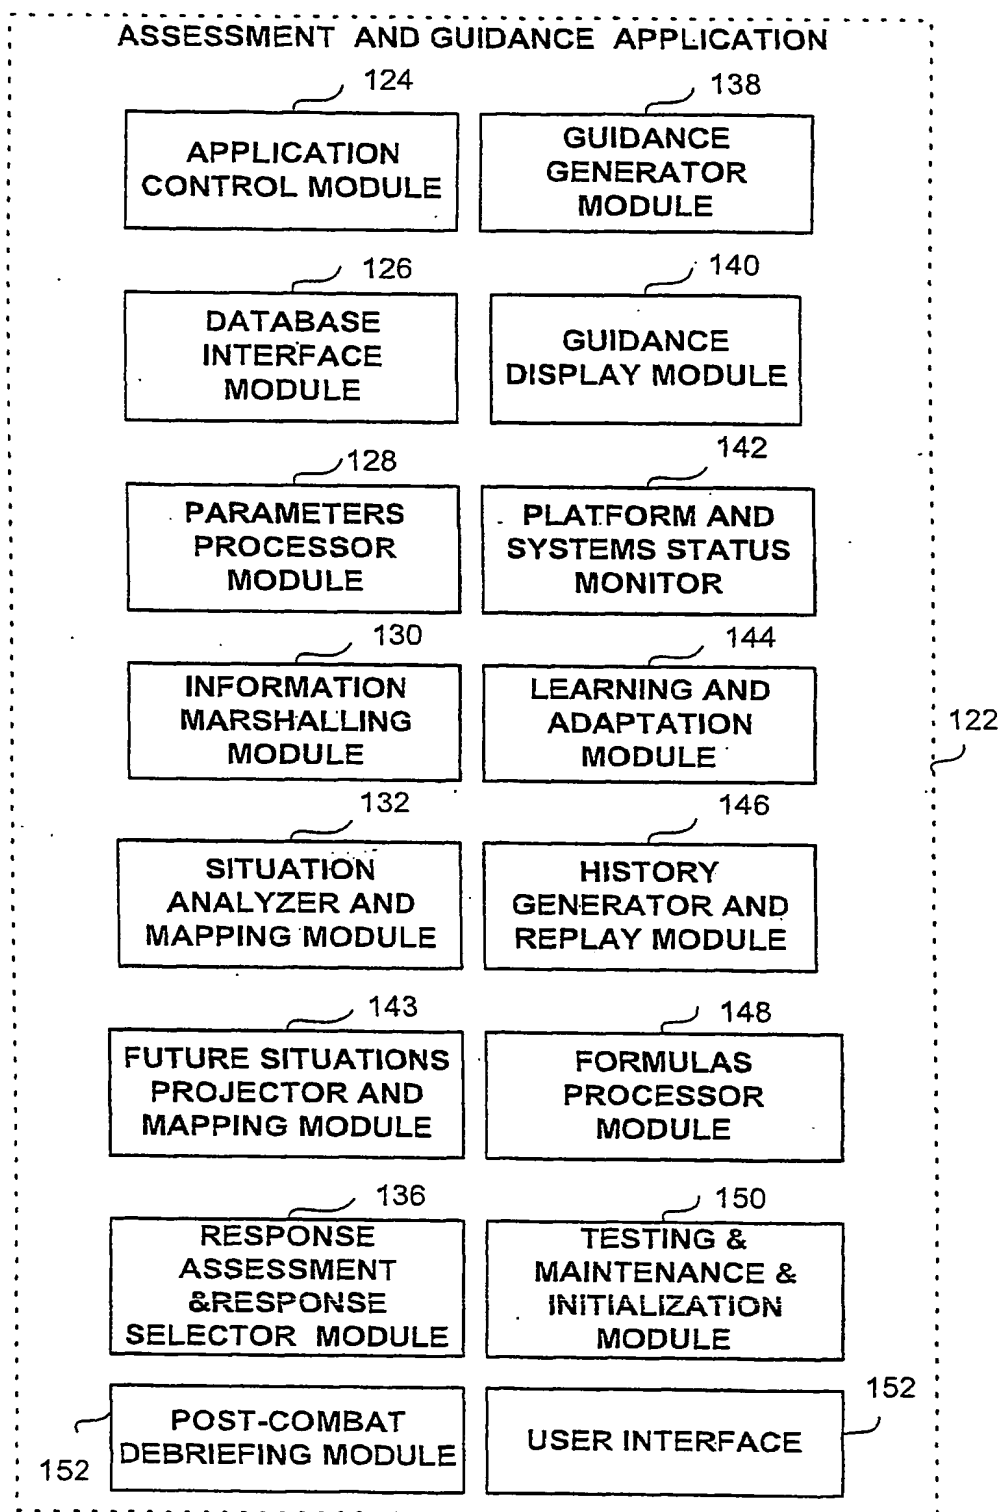 ASSESSMENT AND GUIDANCE APPLICATION
124
APPLICATION
CONTROL MODULE
138
GUIDANCE
GENERATOR
MODULE
126
DATABASE
INTERFACE
MODULE
140
GUIDANCE
DISPLAY MODULE
128
PARAMETERS
PROCESSOR
MODULE
142
PLATFORM AND
SYSTEMS STATUS
MONITOR
130
INFORMATION
MARSHALLING
MODULE
144
LEARNING AND
ADAPTATION
MODULE
122
132
SITUATION
ANALYZER AND
MAPPING MODULE
146
HISTORY
GENERATOR AND
REPLAY MODULE
143
FUTURE SITUATIONS
PROJECTOR AND
MAPPING MODULE
148
FORMULAS
PROCESSOR
MODULE
136
RESPONSE
ASSESSMENT
&RESPONSE
SELECTOR MODULE
150
TESTING &
MAINTENANCE &
INITIALIZATION
MODULE
152
POST-COMBAT
DEBRIEFING MODULE
USER INTERFACE
152